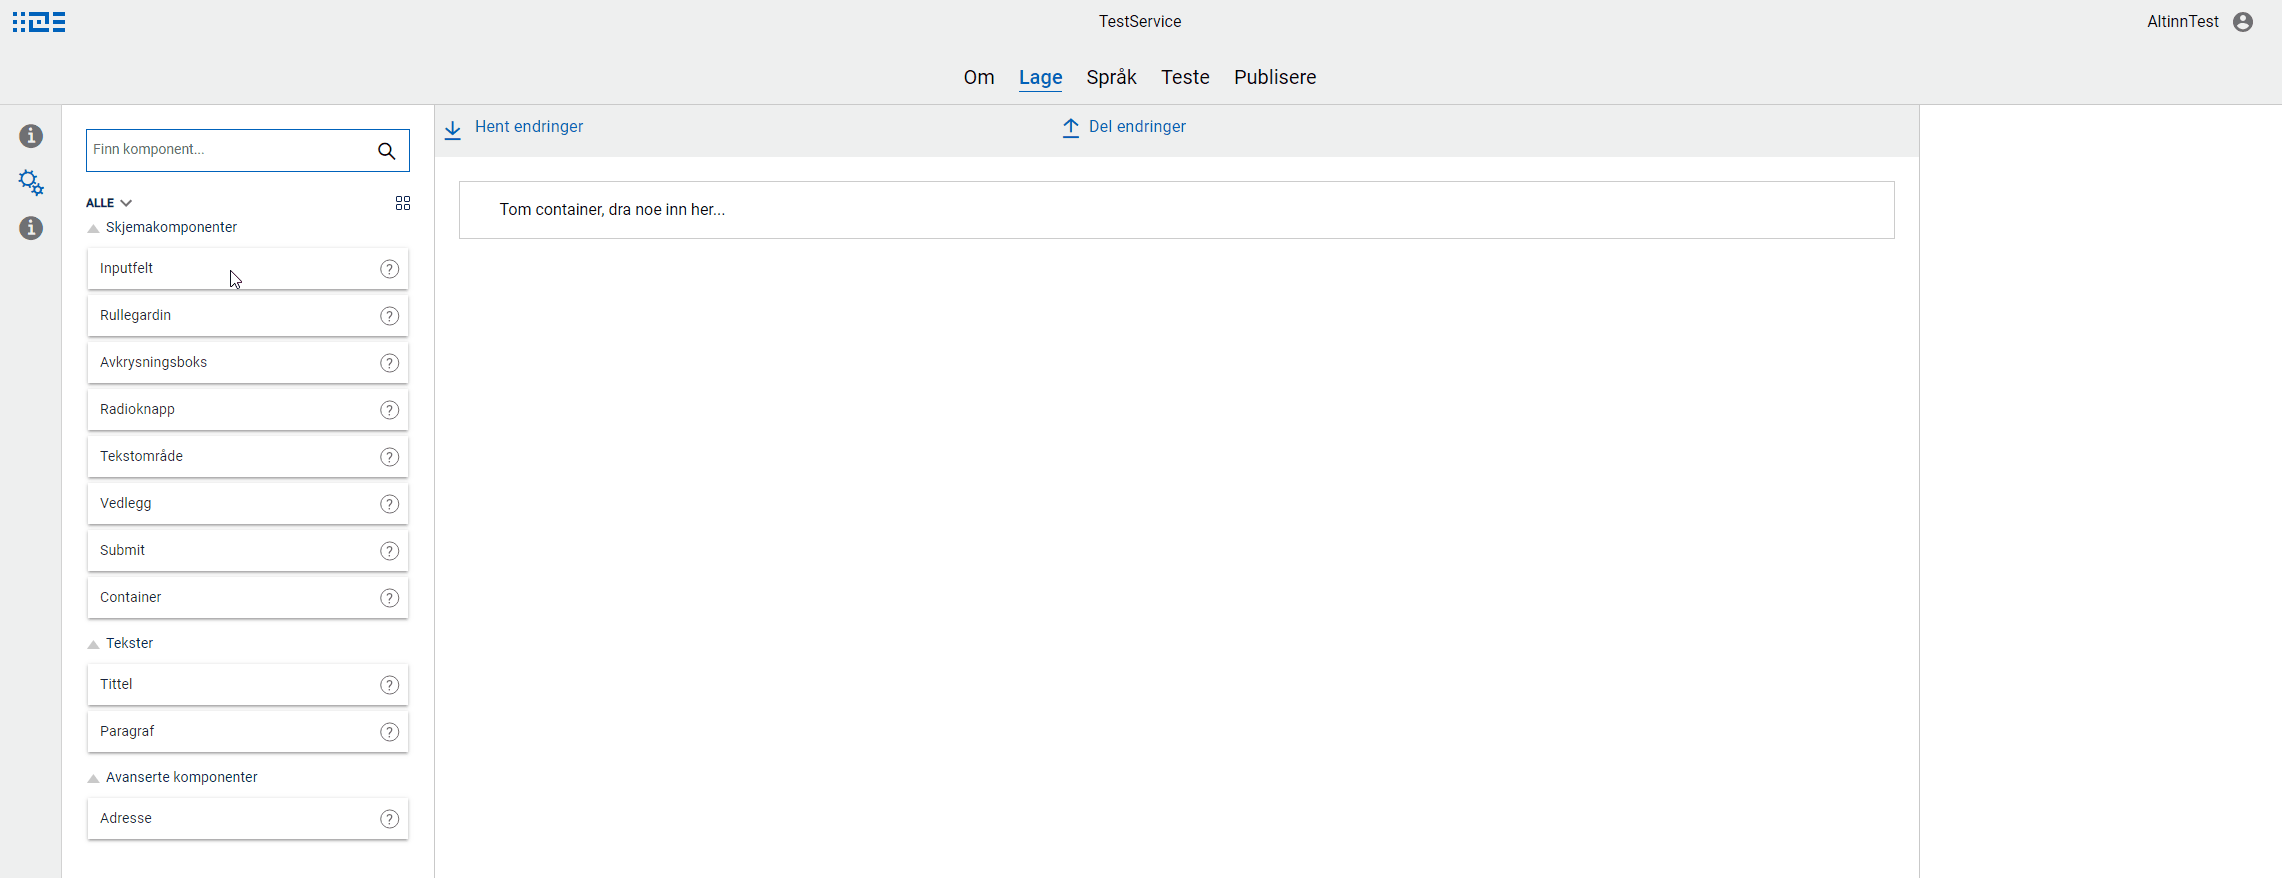 TestService
AltinnTest
Om Lage Språk Teste Publisere
Finn komponent...
Hent endringer
Del endringer
ALLE
Tom container, dra noe inn her...
Skjemakomponenter
Inputfelt
Rullegardin
Avkrysningsboks
Radioknapp
Tekstområde
Vedlegg
Submit
Container
Tekster
Tittel
Paragraf
Avanserte komponenter
Adresse